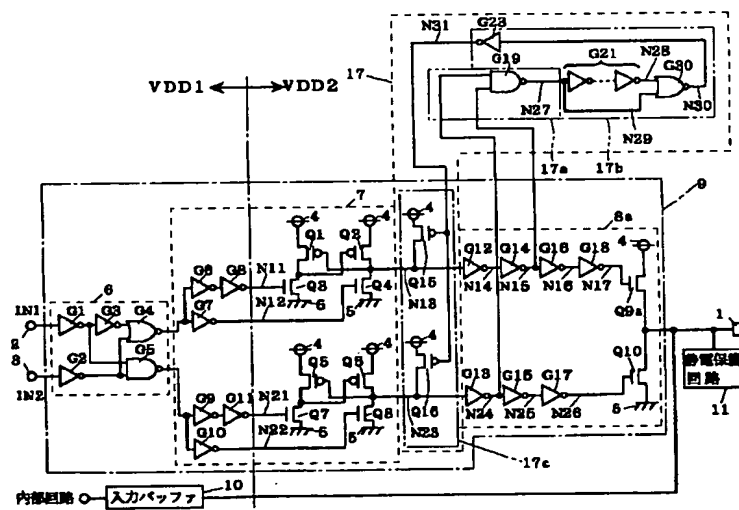 N31
G23
17
G19
G21
N28
G30
VDD1
VDD2
N27
N30
N29
17a
17b
9
7
8a
4
4
4
4
Q1
Q2
Q15
G12
G14
G16
G18
6
G6
G8
N11
Q3
Q4
G1
G3
G4
IN1
2
G7
N12
5
5
N13
N14
N15
N16
N17
Q9a
1
3
IN2
G2
G5
4
4
4
Q5
Q6
Q10
静電保護
回路
G13
G15
G17
G9
G11
N21
Q7
Q8
Q16
N24
N25
N26
5
11
G10
N22
5
5
N23
17c
内部回路
入力バッファ
10